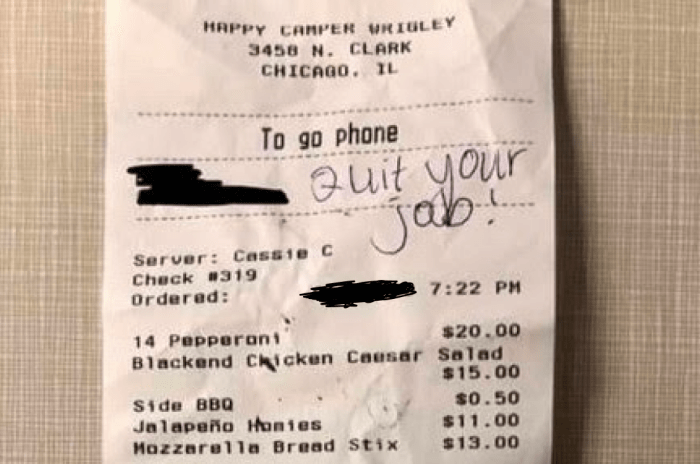 HAPPY CAMPER WRIGLEY
3458 N. CLARK
CHICAGO. IL
To go phone
Quit your
job!
Server: Cassie C
Check #319
Ordered: 7:22 PM
14 Pepperoni $20.00
Blackend Chicken Caesar Salad
$15.00
Side BBQ $0.50
Jalapeño Homies $11.00
Mozzarella Bread Stix $13.00